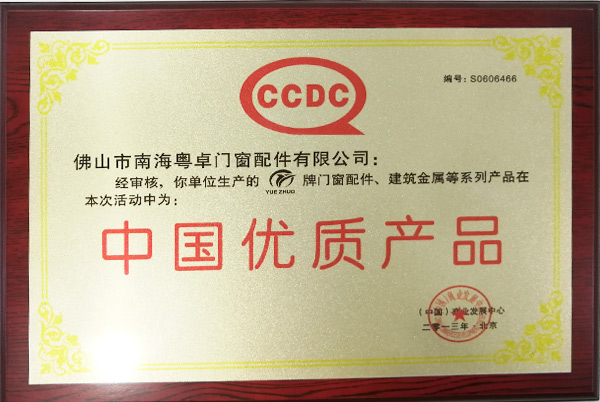 CCDC
编号：S0606466
佛山市南海粤卓门窗配件有限公司：
经审核，你单位生产的 YUE ZHUO 牌门窗配件、建筑金属等系列产品在
本次活动中为：
中国优质产品
（中国）商业发展中心
二零一三年·北京